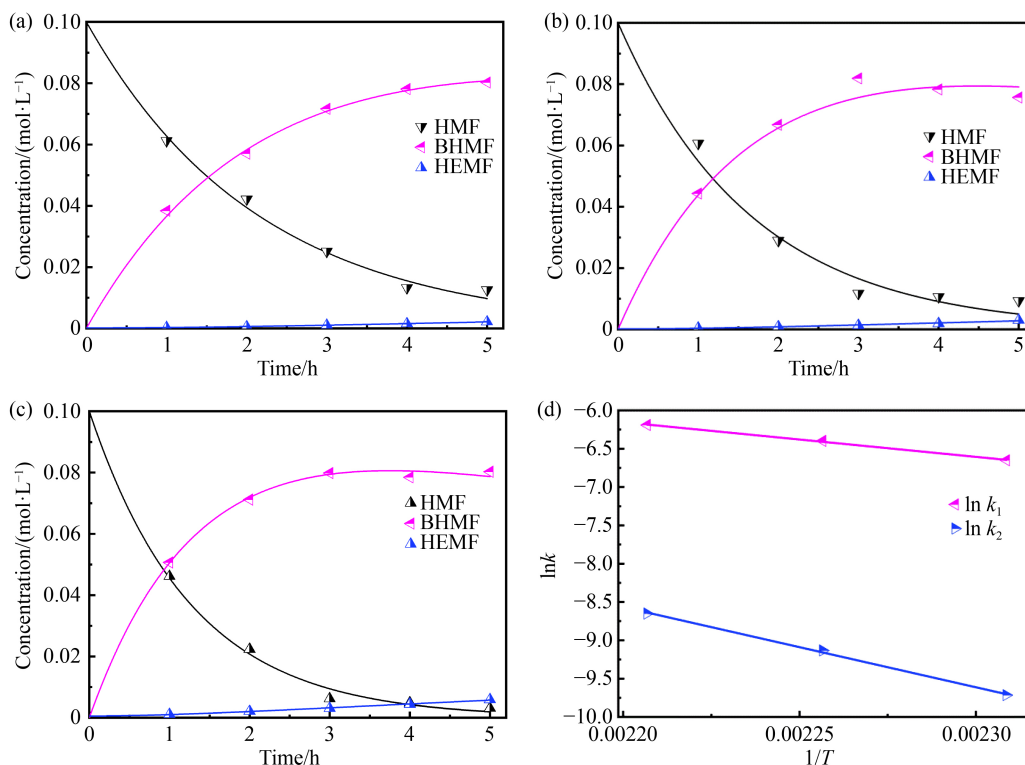 (a)
0.10
0.08
0.06
0.04
0.02
0
Concentration/(mol·L⁻¹)
HMF
BHMF
HEMF
0 1 2 3 4 5
Time/h
(b)
0.10
0.08
0.06
0.04
0.02
0
Concentration/(mol·L⁻¹)
HMF
BHMF
HEMF
0 1 2 3 4 5
Time/h
(c)
0.10
0.08
0.06
0.04
0.02
0
Concentration/(mol·L⁻¹)
HMF
BHMF
HEMF
0 1 2 3 4 5
Time/h
(d)
−6.0
−6.5
−7.0
−7.5
−8.0
−8.5
−9.0
−9.5
−10.0
lnk
ln k₁
ln k₂
0.00220 0.00225 0.00230
1/T